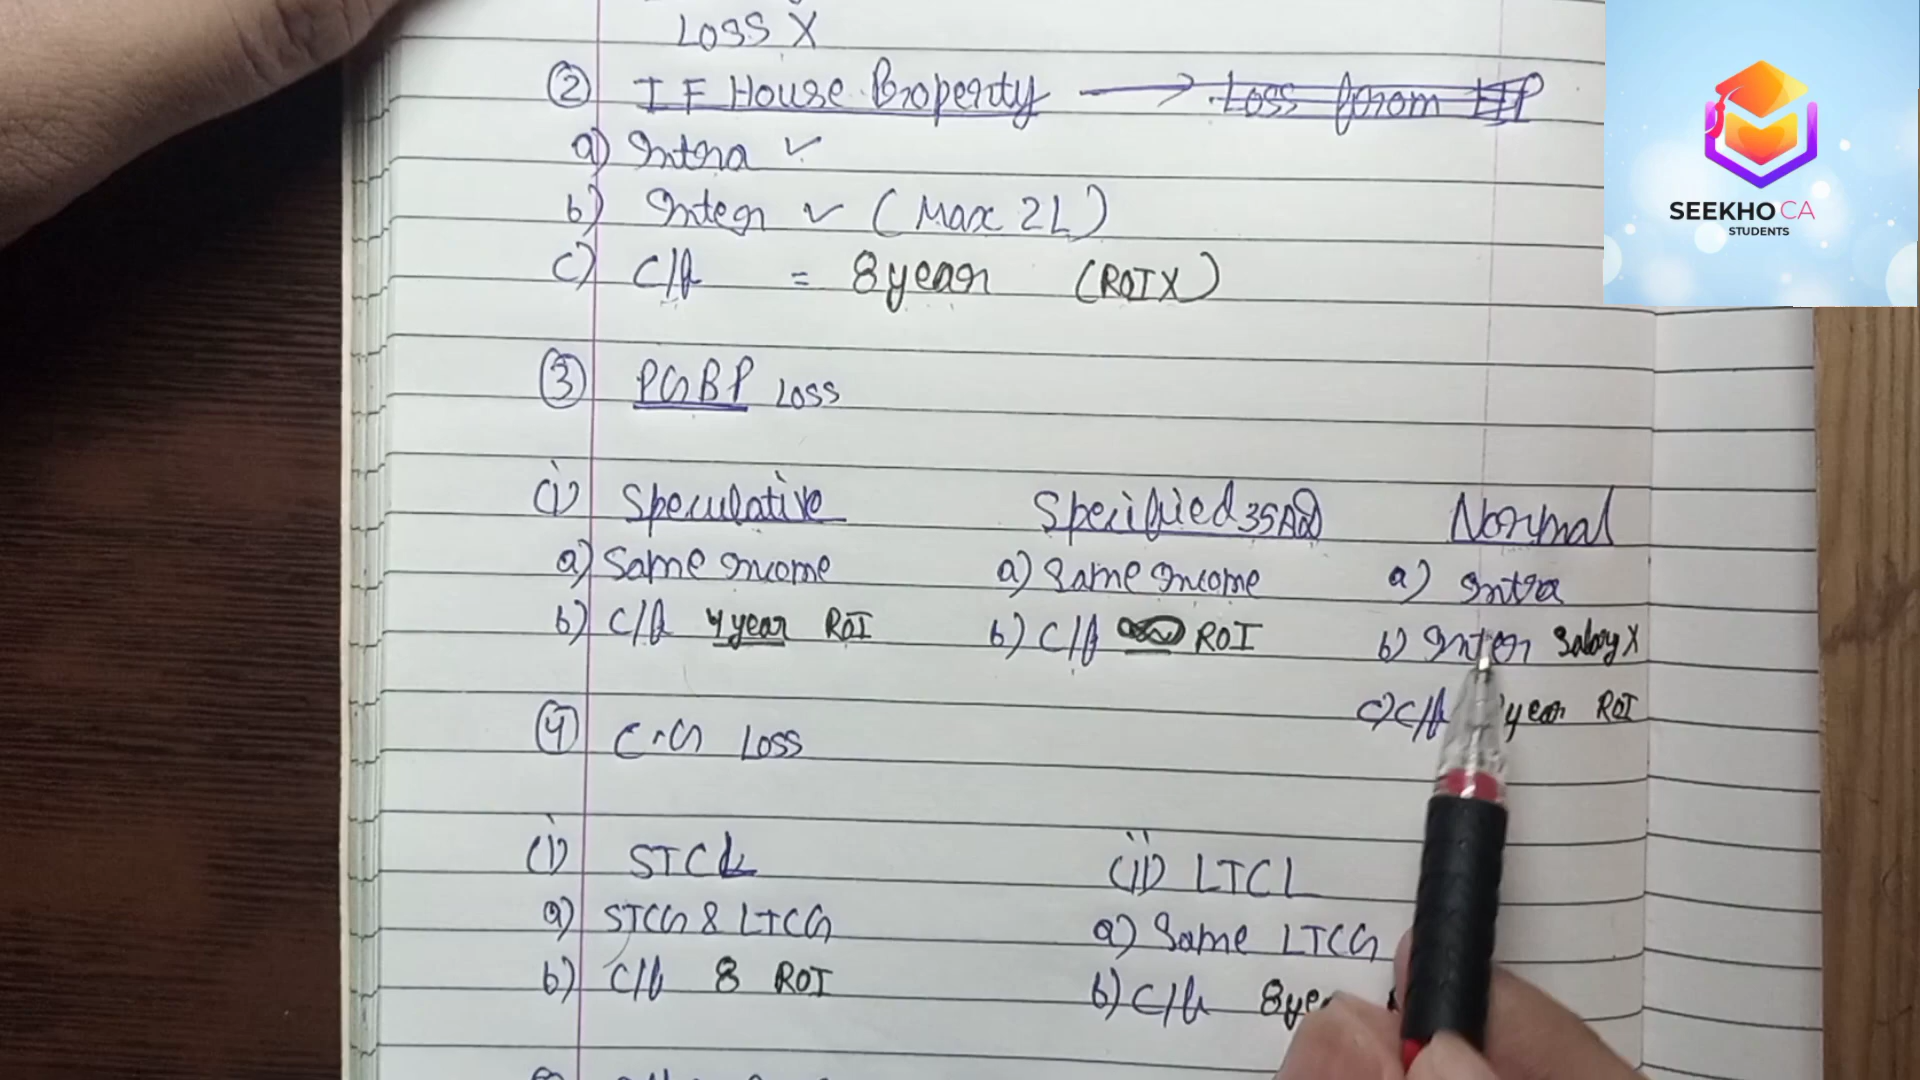 Loss X
② IF House Property → Loss from HP
a) Intra ✓
b) Inter ✓ (Max 2L)
c) C/f = 8 year (ROI X)
③ PGBP Loss
(i) Speculative Specified 35AD Normal
a) Same Income a) Same Income a) Intra
b) C/f 4 year ROI b) C/f ROI b) Inter Salary X
c) C/f year ROI
④ C.G Loss
(i) STCL (ii) LTCL
a) STCG & LTCG a) Same LTCG
b) C/f 8 ROI b) C/f 8 ye
SEEKHO CA
STUDENTS